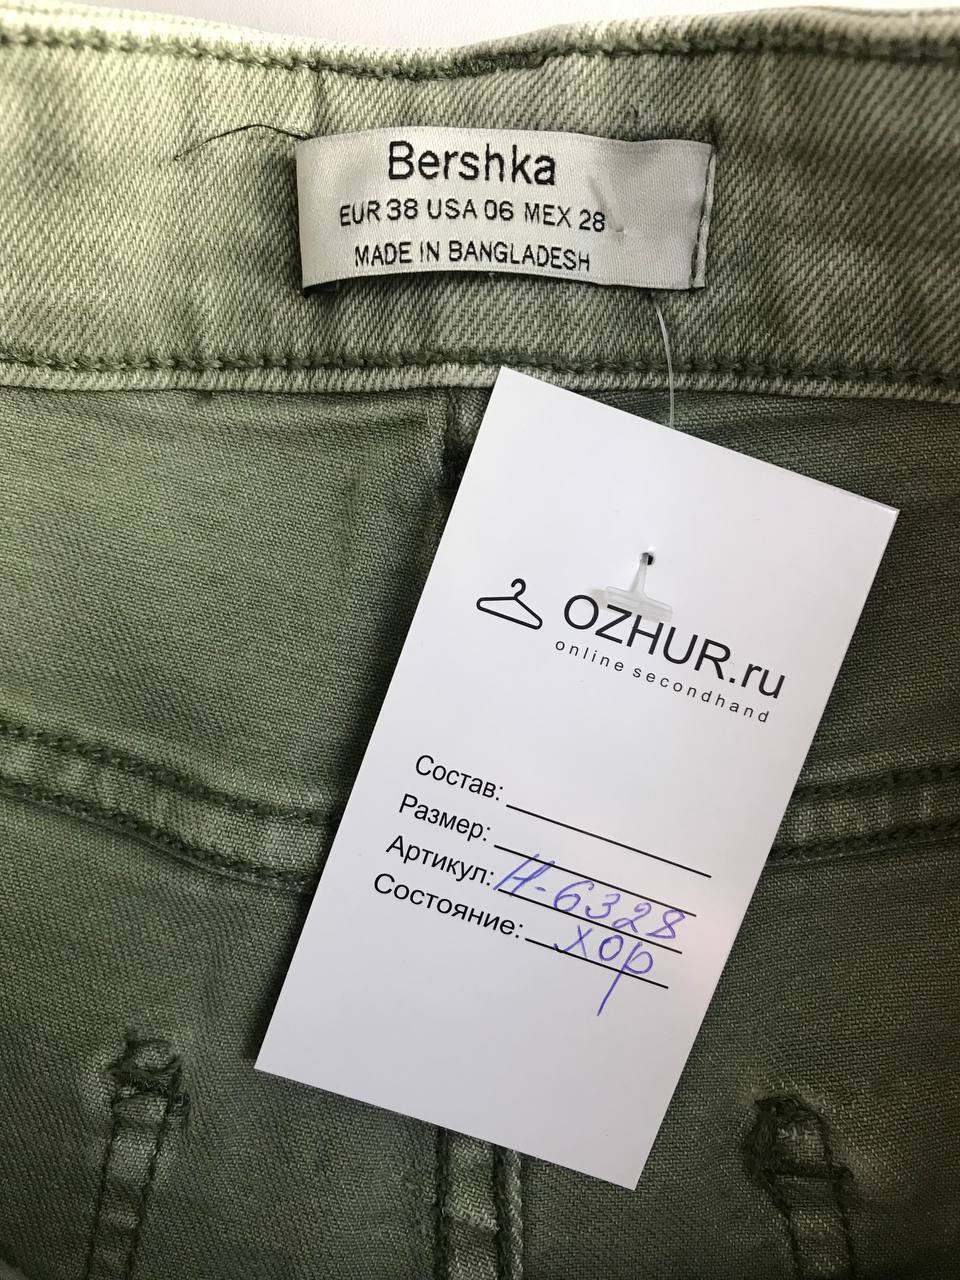 Bershka
EUR 38 USA 06 MEX 28
MADE IN BANGLADESH
OZHUR.ru
online secondhand
Состав:
Размер:
Артикул: Н-6328
Состояние: хор